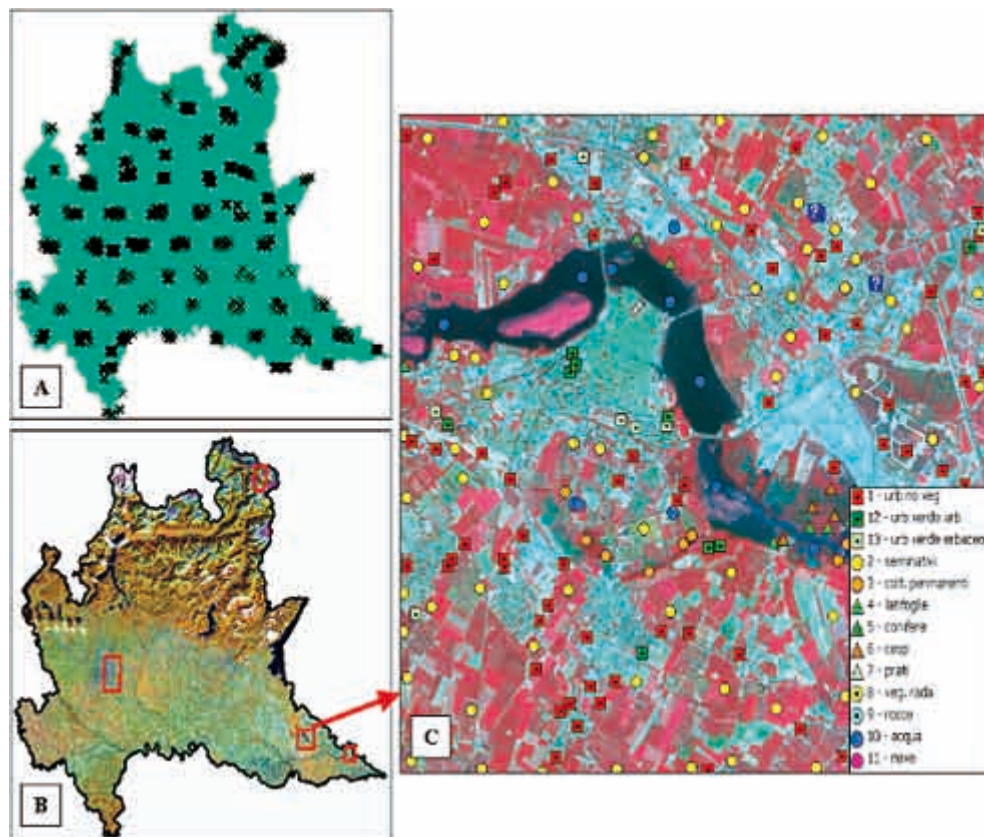 A
B
C
?
?
1 - urb no veg
12 - urb verde arb
13 - urb verde erbaceo
2 - seminativi
3 - colt. permanenti
4 - latifoglie
5 - conifere
6 - cesp
7 - prati
8 - veg. rada
9 - rocce
10 - acqua
11 - neve